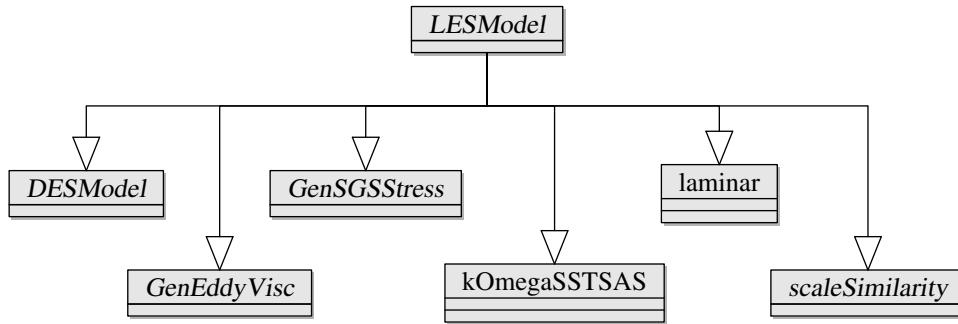 LESModel
DESModel
GenSGSStress
laminar
GenEddyVisc
kOmegaSSTSAS
scaleSimilarity